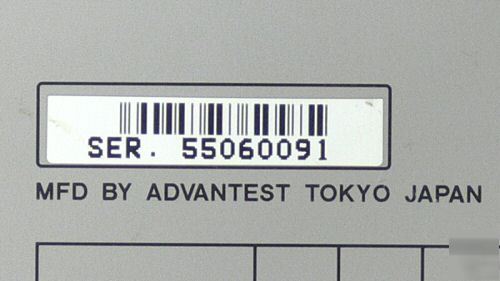 SER. 55060091
MFD BY ADVANTEST TOKYO JAPAN